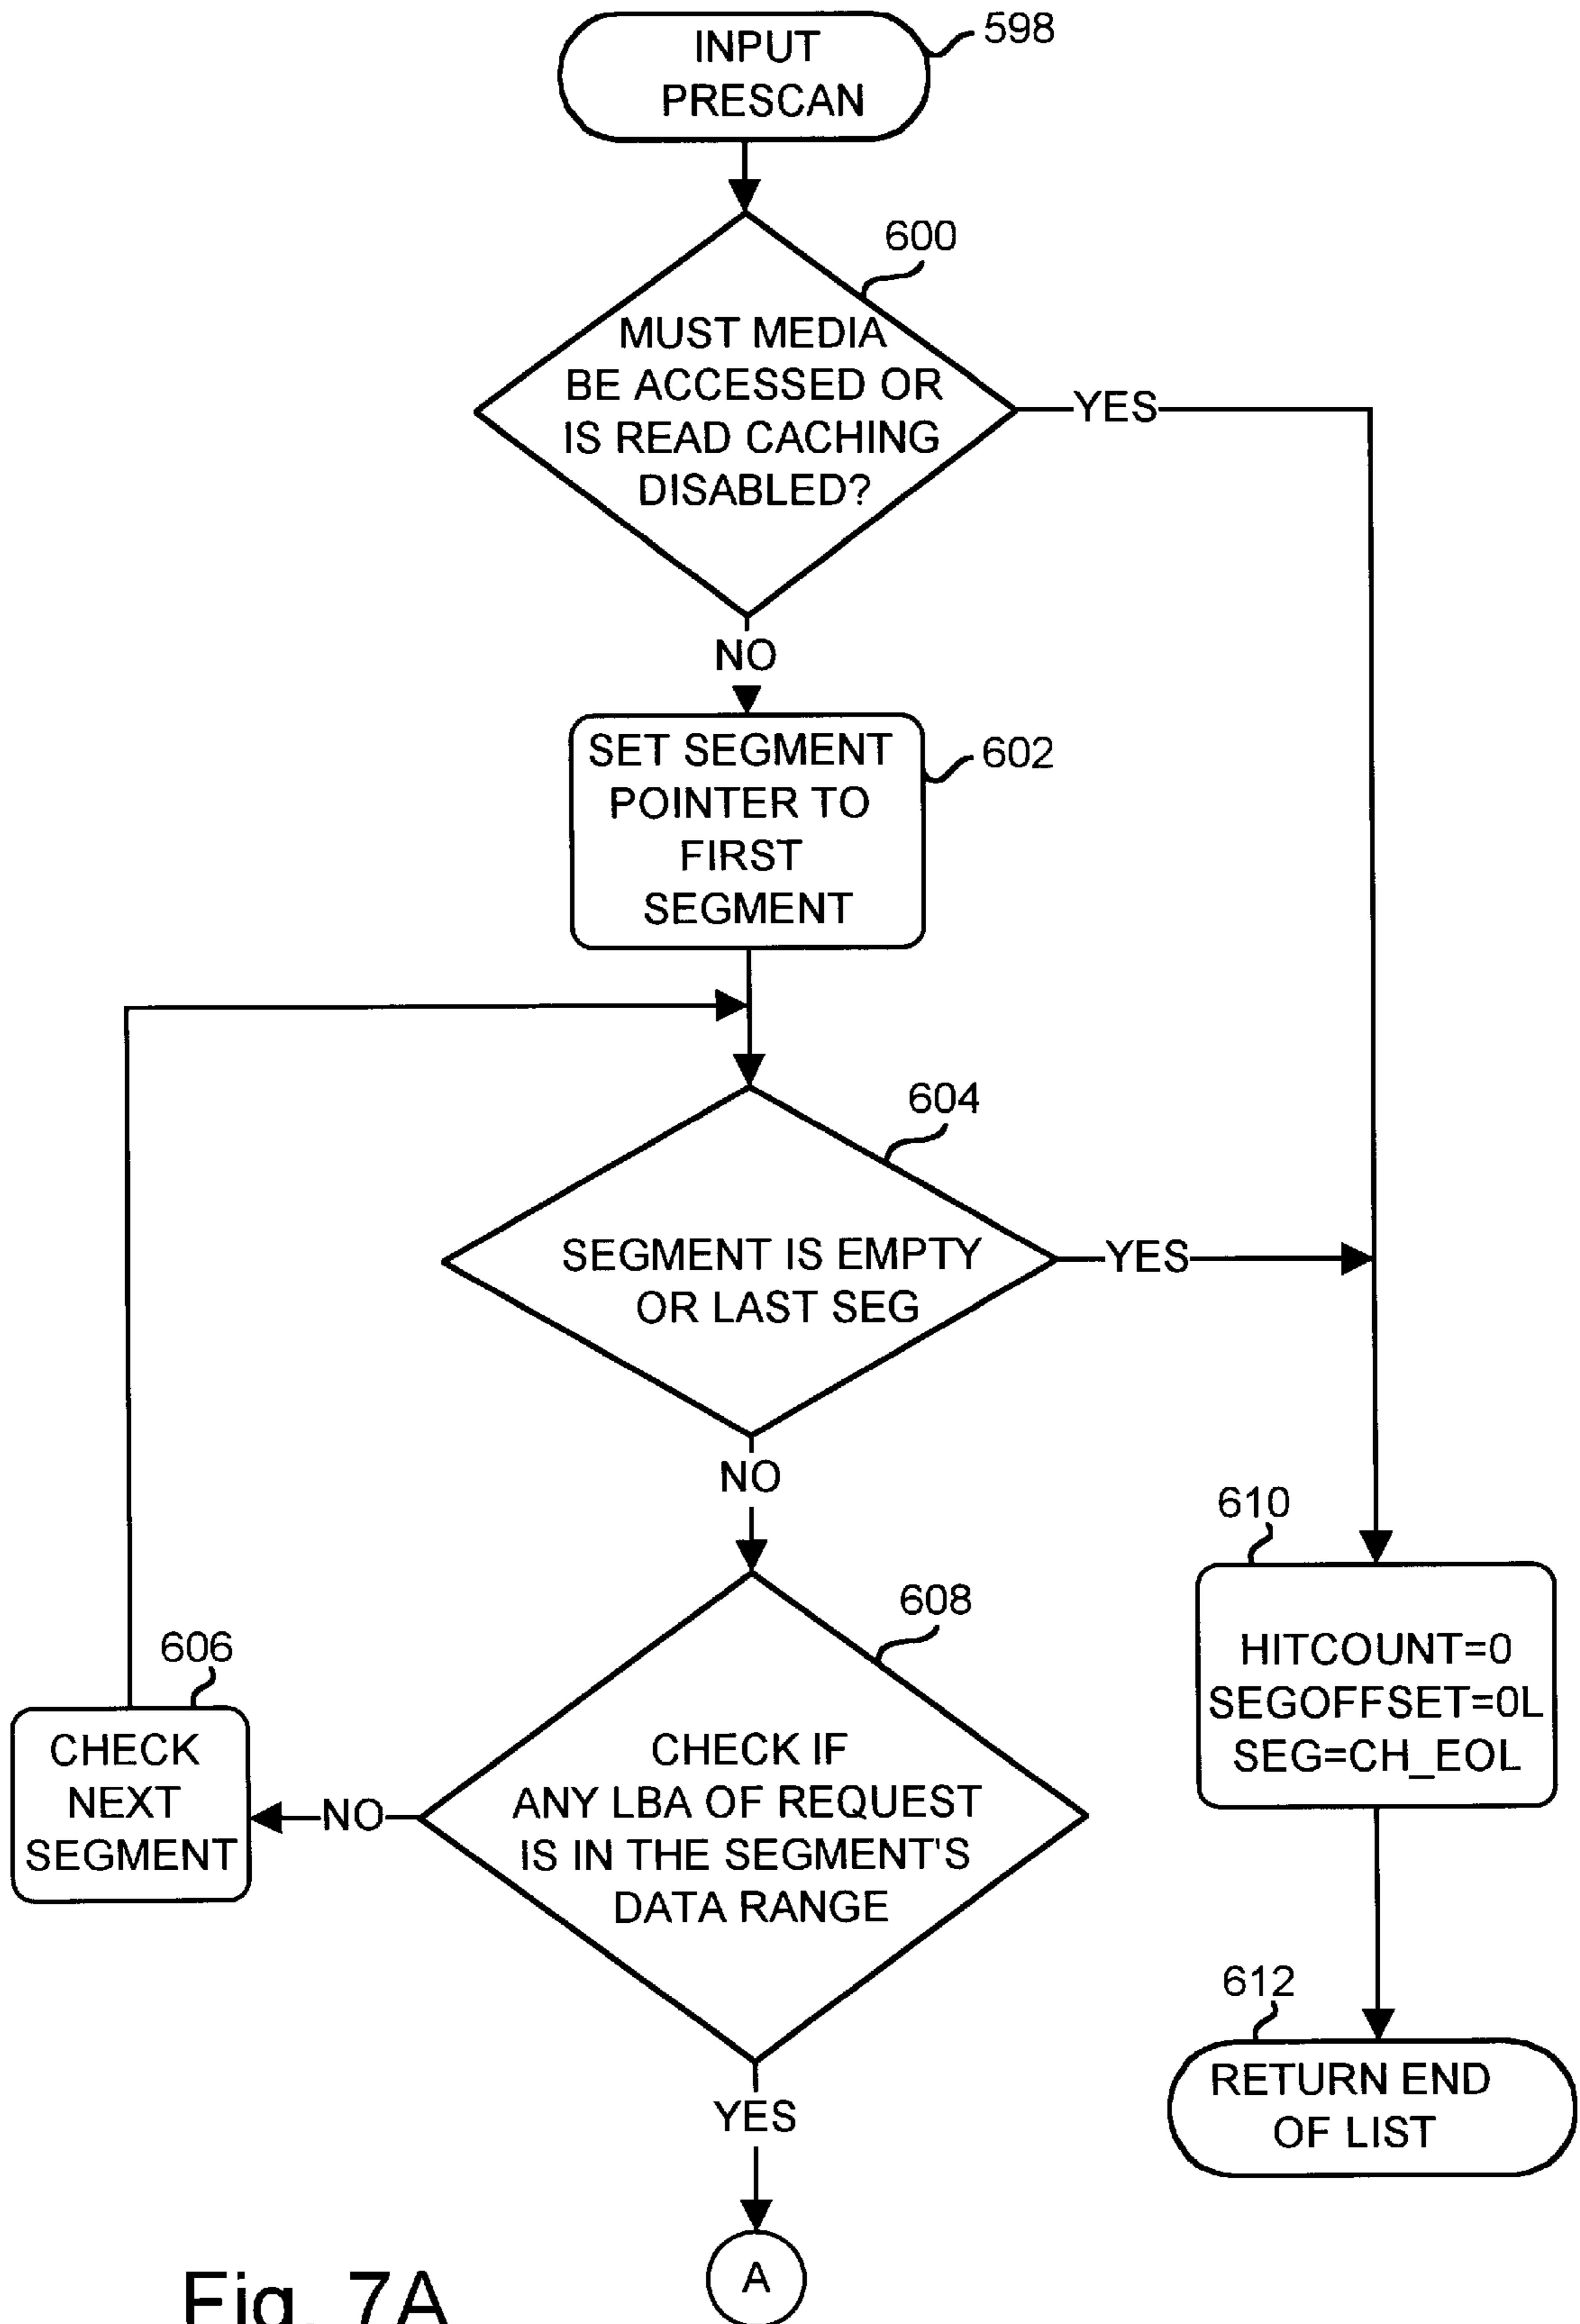 INPUT
PRESCAN
598
600
MUST MEDIA
BE ACCESSED OR
IS READ CACHING
DISABLED?
YES
NO
SET SEGMENT
POINTER TO
FIRST
SEGMENT
602
604
SEGMENT IS EMPTY
OR LAST SEG
YES
NO
610
HITCOUNT=0
SEGOFFSET=0L
SEG=CH_EOL
608
606
CHECK
NEXT
SEGMENT
NO
CHECK IF
ANY LBA OF REQUEST
IS IN THE SEGMENT'S
DATA RANGE
612
RETURN END
OF LIST
YES
A
Fig. 7A